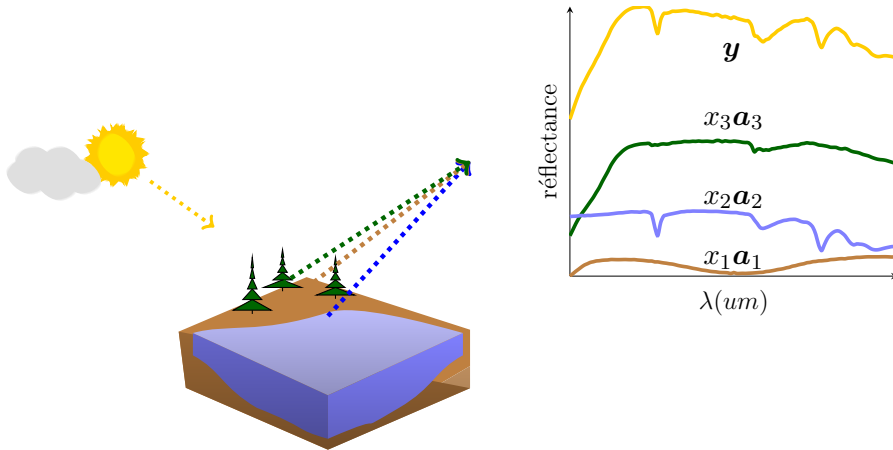 y
x₃a₃
réflectance
x₂a₂
x₁a₁
λ(um)